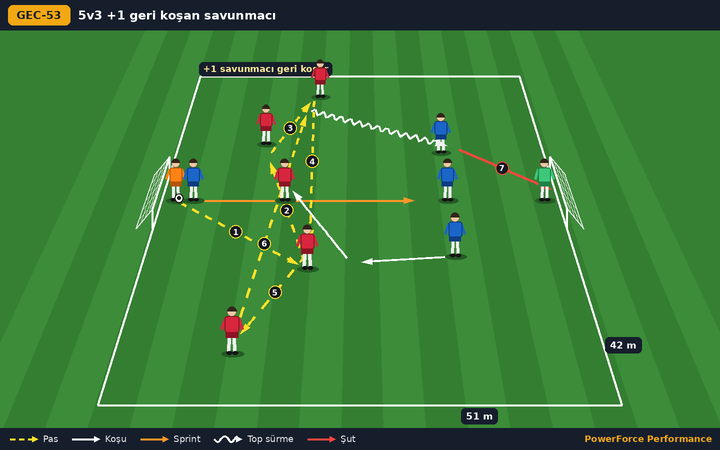 GEC-53 5v3 +1 geri koşan savunmacı
+1 savunmacı geri
3
4
7
2
1
6
5
42 m
51 m
Pas Koşu Sprint Top sürme Şut PowerForce Performance